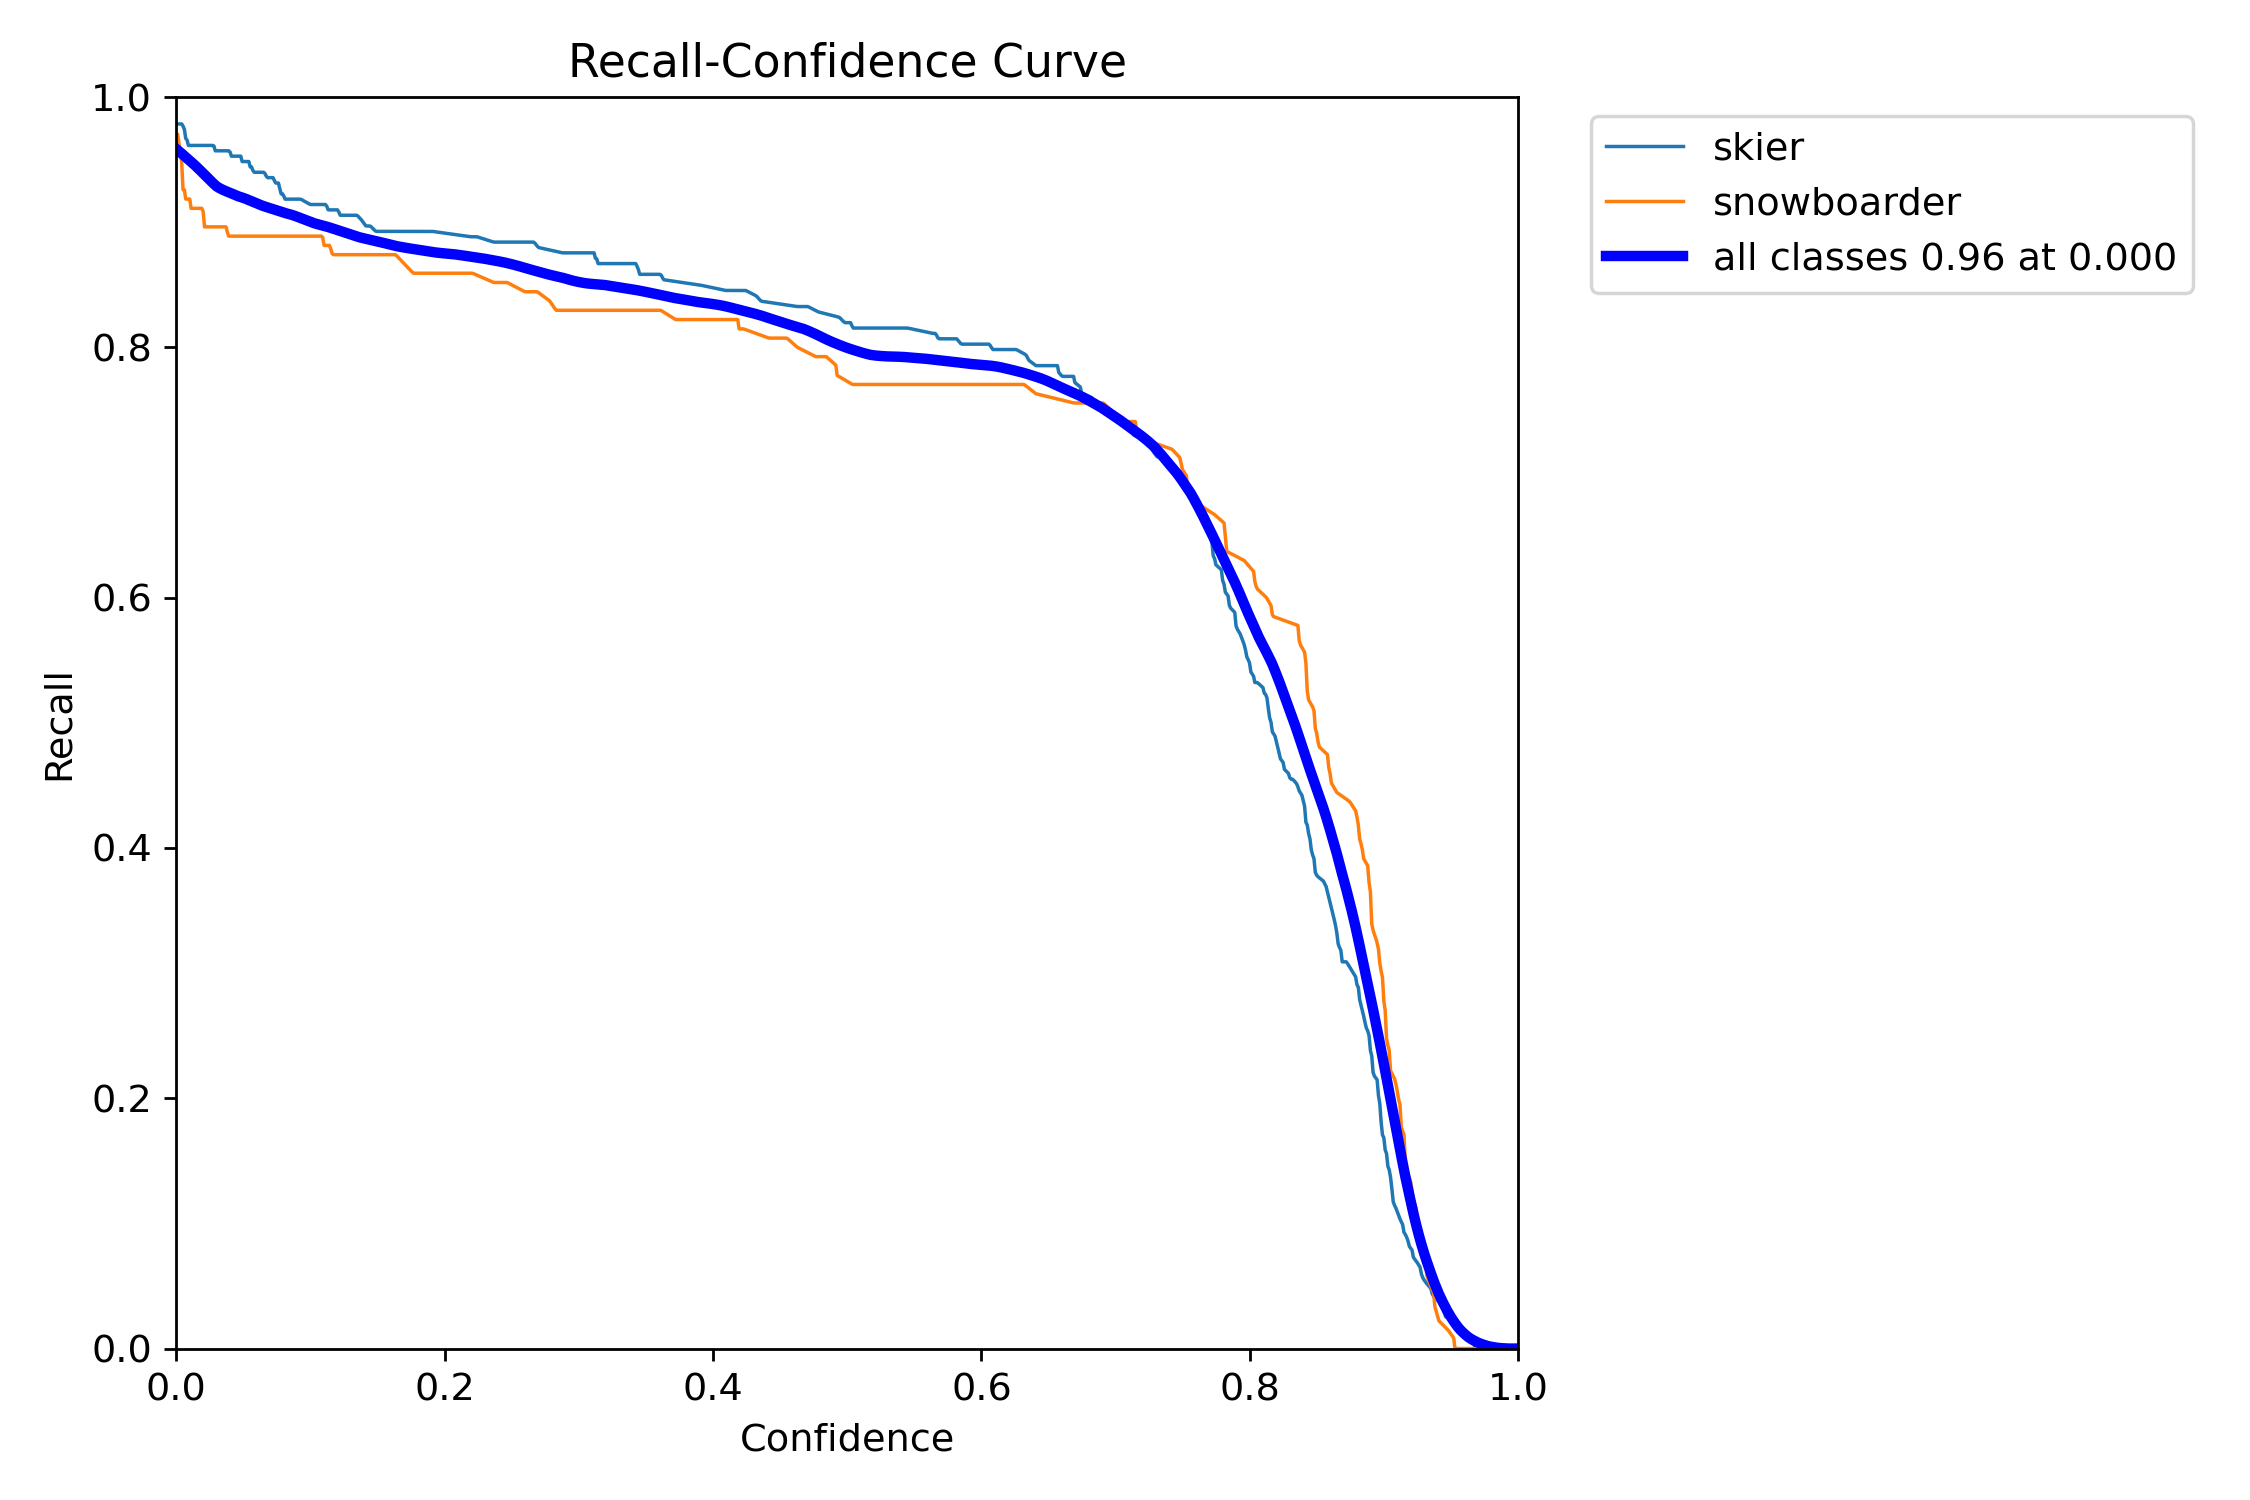 Recall-Confidence Curve
1.0
0.8
0.6
0.4
0.2
0.0
Recall
0.0 0.2 0.4 0.6 0.8 1.0
Confidence
skier
snowboarder
all classes 0.96 at 0.000